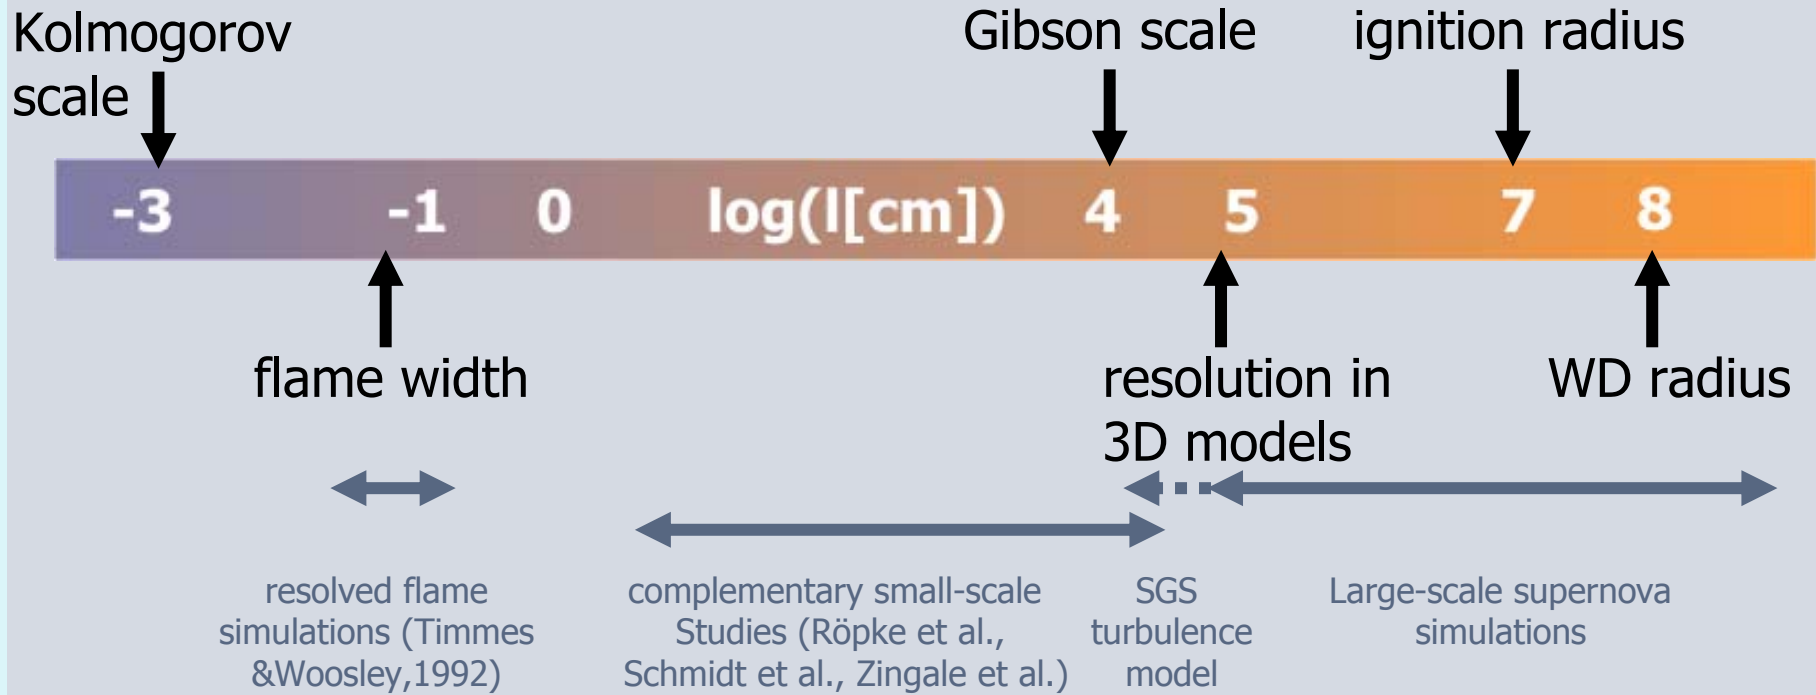 Kolmogorov
scale
Gibson scale
ignition radius
-3 -1 0 log(l[cm]) 4 5 7 8
flame width
resolution in
3D models
WD radius
resolved flame
simulations (Timmes
&Woosley,1992)
complementary small-scale
Studies (Röpke et al.,
Schmidt et al., Zingale et al.)
SGS
turbulence
model
Large-scale supernova
simulations